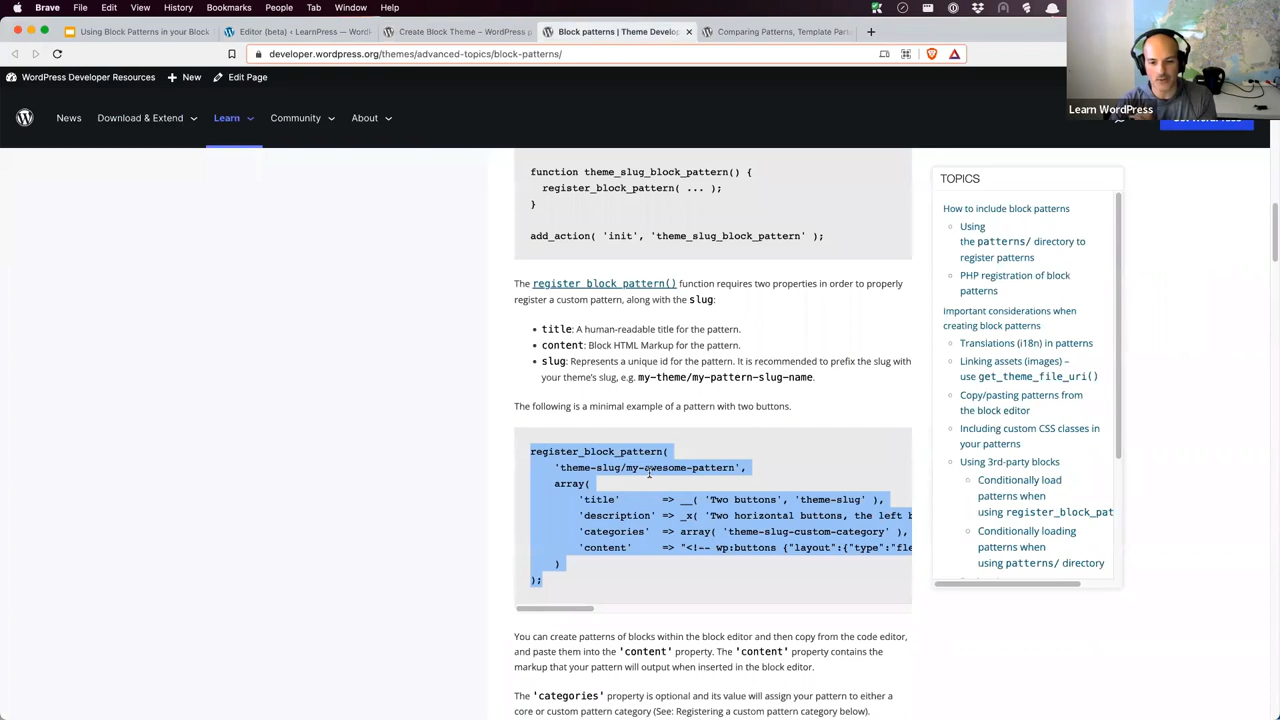 Brave Browser File Edit View History Bookmarks People Tab Window Help
Using Block Patterns in your Block
Editor (beta) ‹ LearnPress — Wordl
Create Block Theme – WordPress p
Block patterns | Theme Develop
Comparing Patterns, Template Part
developer.wordpress.org/themes/advanced-topics/block-patterns/
WordPress Developer Resources New Edit Page
Learn WordPress
News Download & Extend Learn Community About
function theme_slug_block_pattern() {
register_block_pattern( ... );
}
add_action( 'init', 'theme_slug_block_pattern' );
The register_block_pattern() function requires two properties in order to properly
register a custom pattern, along with the slug:
title: A human-readable title for the pattern.
content: Block HTML Markup for the pattern.
slug: Represents a unique id for the pattern. It is recommended to prefix the slug with
your theme's slug, e.g. my-theme/my-pattern-slug-name.
The following is a minimal example of a pattern with two buttons.
register_block_pattern(
'theme-slug/my-awesome-pattern',
array(
'title' => __( 'Two buttons', 'theme-slug' ),
'description' => _x( 'Two horizontal buttons, the left b
'categories' => array( 'theme-slug-custom-category' ),
'content' => "<!-- wp:buttons {"layout":{"type":"fle
)
);
You can create patterns of blocks within the block editor and then copy from the code editor,
and paste them into the 'content' property. The 'content' property contains the
markup that your pattern will output when inserted in the block editor.
The 'categories' property is optional and its value will assign your pattern to either a
core or custom pattern category (See: Registering a custom pattern category below).
TOPICS
How to include block patterns
Using
the patterns/ directory to
register patterns
PHP registration of block
patterns
Important considerations when
creating block patterns
Translations (i18n) in patterns
Linking assets (images) –
use get_theme_file_uri()
Copy/pasting patterns from
the block editor
Including custom CSS classes in
your patterns
Using 3rd-party blocks
Conditionally load
patterns when
using register_block_pat
Conditionally loading
patterns when
using patterns/ directory